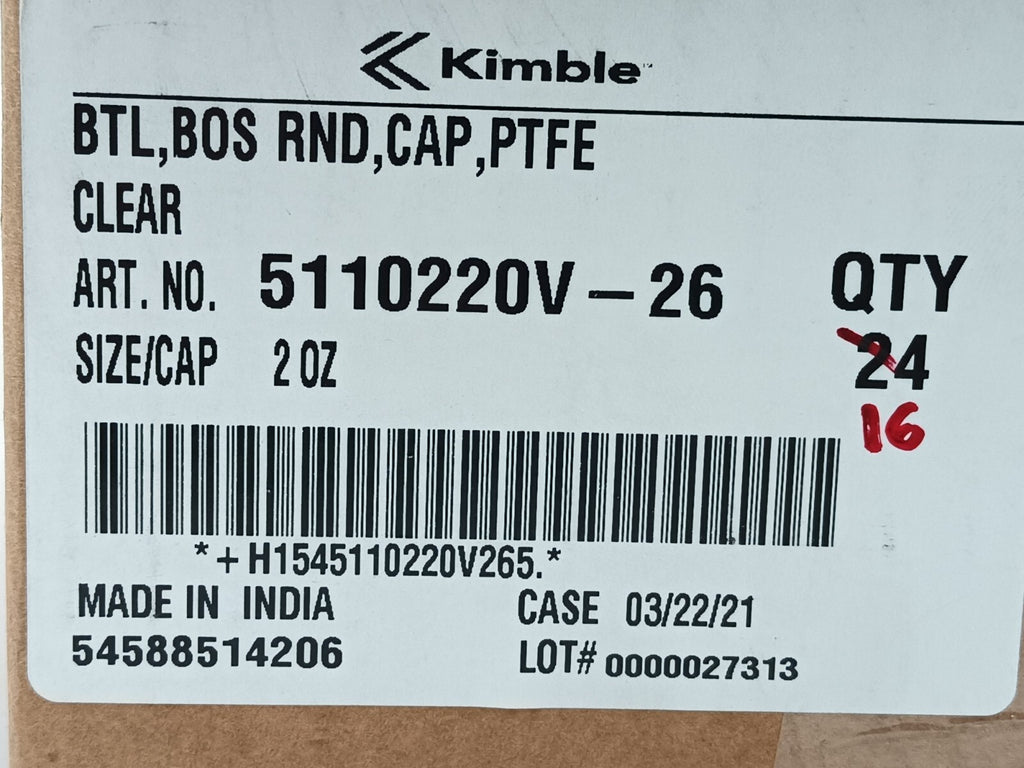 Kimble™
BTL,BOS RND,CAP,PTFE
CLEAR
ART. NO. 5110220V-26 QTY
SIZE/CAP 2 OZ 24
16
*+H1545110220V265.*
MADE IN INDIA CASE 03/22/21
54588514206 LOT# 0000027313